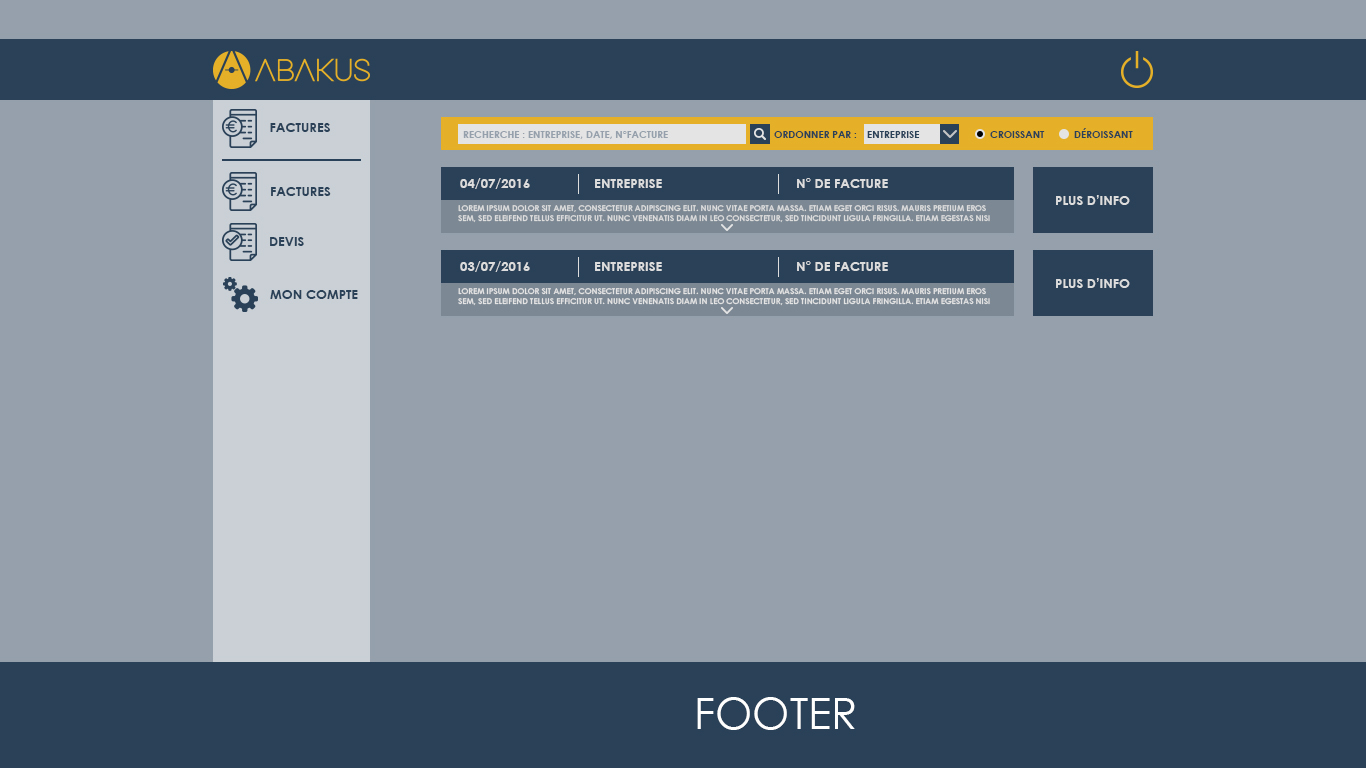 ABAKUS
FACTURES
FACTURES
DEVIS
MON COMPTE
RECHERCHE : ENTREPRISE, DATE, N°FACTURE
ORDONNER PAR :
ENTREPRISE
CROISSANT
DÉROISSANT
04/07/2016
ENTREPRISE
N° DE FACTURE
LOREM IPSUM DOLOR SIT AMET, CONSECTETUR ADIPISCING ELIT. NUNC VITAE PORTA MASSA. ETIAM EGET ORCI RISUS. MAURIS PRETIUM EROS
SEM, SED ELEIFEND TELLUS EFFICITUR UT. NUNC VENENATIS DIAM IN LEO CONSECTETUR, SED TINCIDUNT LIGULA FRINGILLA. ETIAM EGESTAS NISI
PLUS D'INFO
03/07/2016
ENTREPRISE
N° DE FACTURE
LOREM IPSUM DOLOR SIT AMET, CONSECTETUR ADIPISCING ELIT. NUNC VITAE PORTA MASSA. ETIAM EGET ORCI RISUS. MAURIS PRETIUM EROS
SEM, SED ELEIFEND TELLUS EFFICITUR UT. NUNC VENENATIS DIAM IN LEO CONSECTETUR, SED TINCIDUNT LIGULA FRINGILLA. ETIAM EGESTAS NISI
PLUS D'INFO
FOOTER